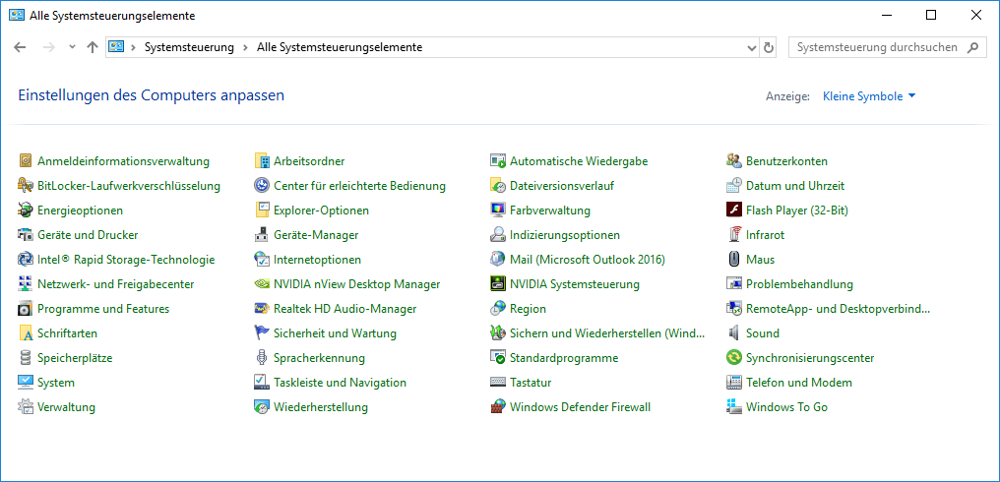 Alle Systemsteuerungselemente
Systemsteuerung > Alle Systemsteuerungselemente
Systemsteuerung durchsuchen
Einstellungen des Computers anpassen
Anzeige: Kleine Symbole
Anmeldeinformationsverwaltung Arbeitsordner Automatische Wiedergabe Benutzerkonten
BitLocker-Laufwerkverschlüsselung Center für erleichterte Bedienung Dateiversionsverlauf Datum und Uhrzeit
Energieoptionen Explorer-Optionen Farbverwaltung Flash Player (32-Bit)
Geräte und Drucker Geräte-Manager Indizierungsoptionen Infrarot
Intel® Rapid Storage-Technologie Internetoptionen Mail (Microsoft Outlook 2016) Maus
Netzwerk- und Freigabecenter NVIDIA nView Desktop Manager NVIDIA Systemsteuerung Problembehandlung
Programme und Features Realtek HD Audio-Manager Region RemoteApp- und Desktopverbind...
Schriftarten Sicherheit und Wartung Sichern und Wiederherstellen (Wind... Sound
Speicherplätze Spracherkennung Standardprogramme Synchronisierungscenter
System Taskleiste und Navigation Tastatur Telefon und Modem
Verwaltung Wiederherstellung Windows Defender Firewall Windows To Go